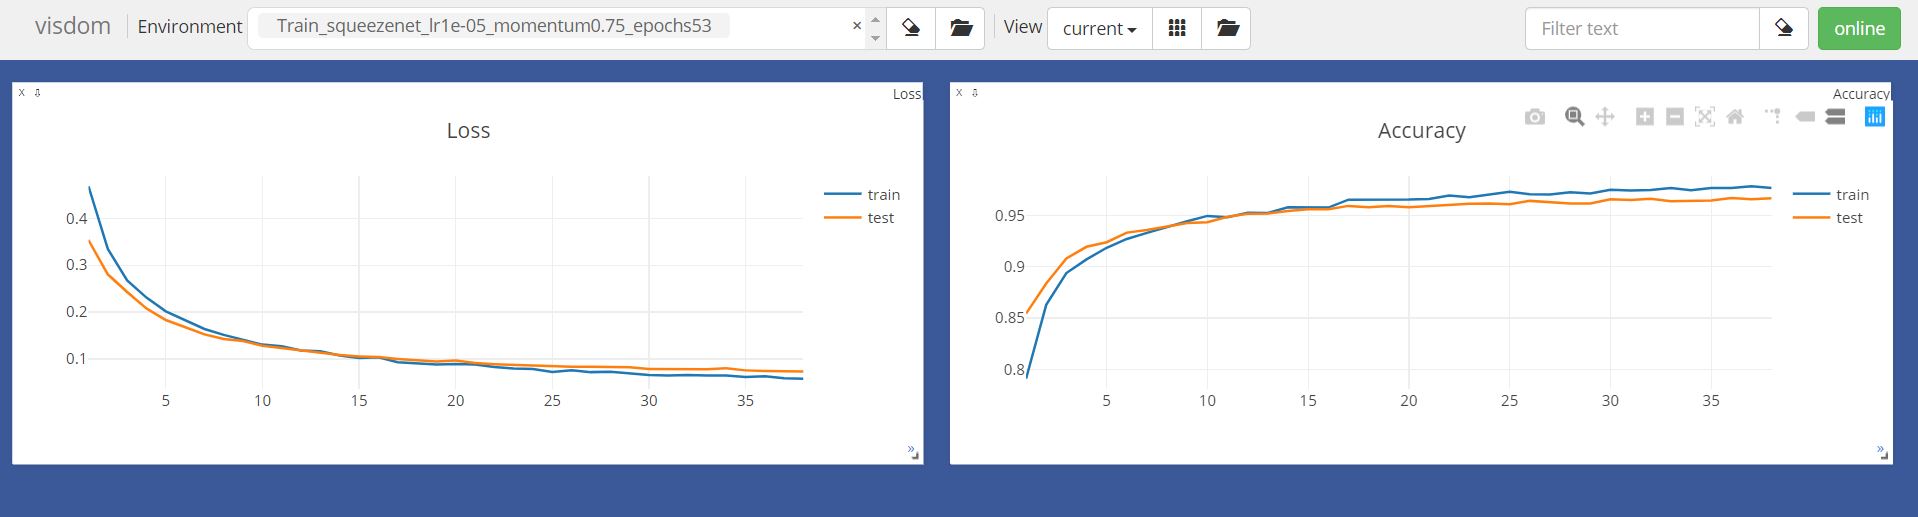 visdom Environment Train_squeezenet_lr1e-05_momentum0.75_epochs53 × View current Filter text online
X Loss
Loss
train
test
0.4
0.3
0.2
0.1
5 10 15 20 25 30 35
»
X Accuracy
Accuracy
train
test
0.95
0.9
0.85
0.8
5 10 15 20 25 30 35
»